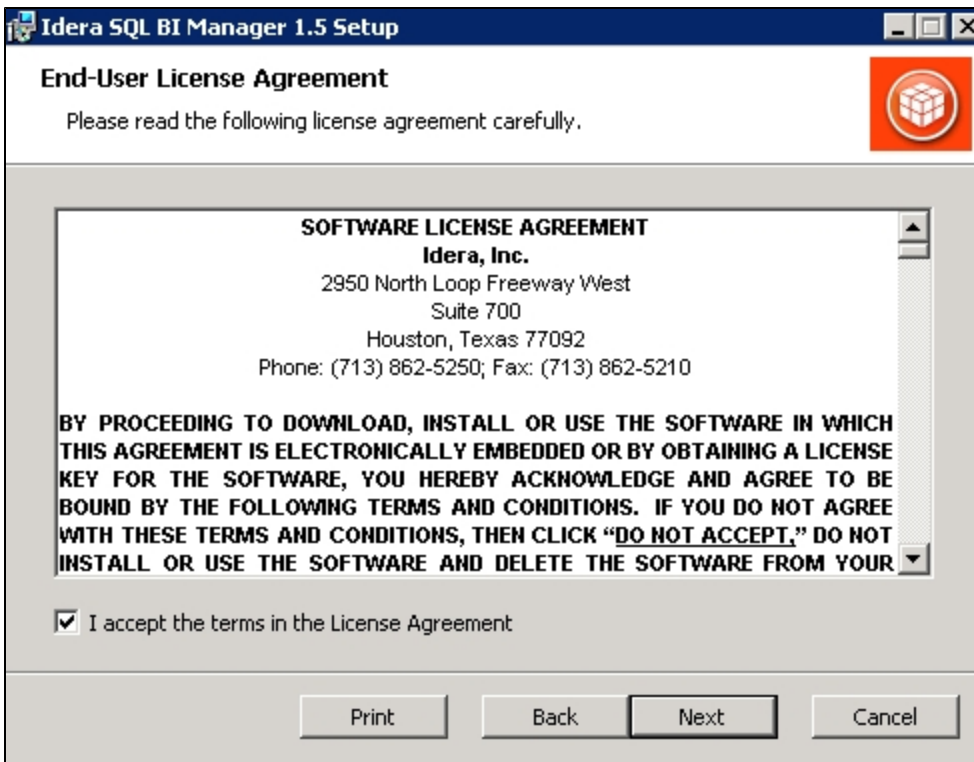 Idera SQL BI Manager 1.5 Setup
End-User License Agreement
Please read the following license agreement carefully.
SOFTWARE LICENSE AGREEMENT
Idera, Inc.
2950 North Loop Freeway West
Suite 700
Houston, Texas 77092
Phone: (713) 862-5250; Fax: (713) 862-5210
BY PROCEEDING TO DOWNLOAD, INSTALL OR USE THE SOFTWARE IN WHICH
THIS AGREEMENT IS ELECTRONICALLY EMBEDDED OR BY OBTAINING A LICENSE
KEY FOR THE SOFTWARE, YOU HEREBY ACKNOWLEDGE AND AGREE TO BE
BOUND BY THE FOLLOWING TERMS AND CONDITIONS. IF YOU DO NOT AGREE
WITH THESE TERMS AND CONDITIONS, THEN CLICK “DO NOT ACCEPT,” DO NOT
INSTALL OR USE THE SOFTWARE AND DELETE THE SOFTWARE FROM YOUR
I accept the terms in the License Agreement
Print Back Next Cancel